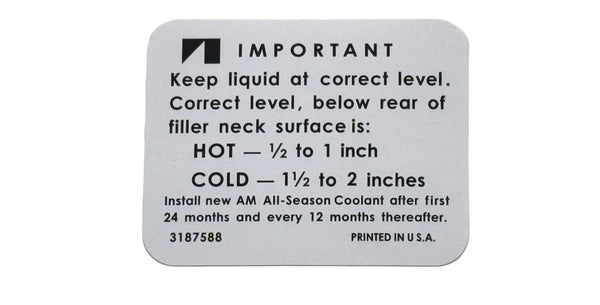 IMPORTANT
Keep liquid at correct level.
Correct level, below rear of
filler neck surface is:
HOT — ½ to 1 inch
COLD — 1½ to 2 inches
Install new AM All-Season Coolant after first
24 months and every 12 months thereafter.
3187588 PRINTED IN U S.A.